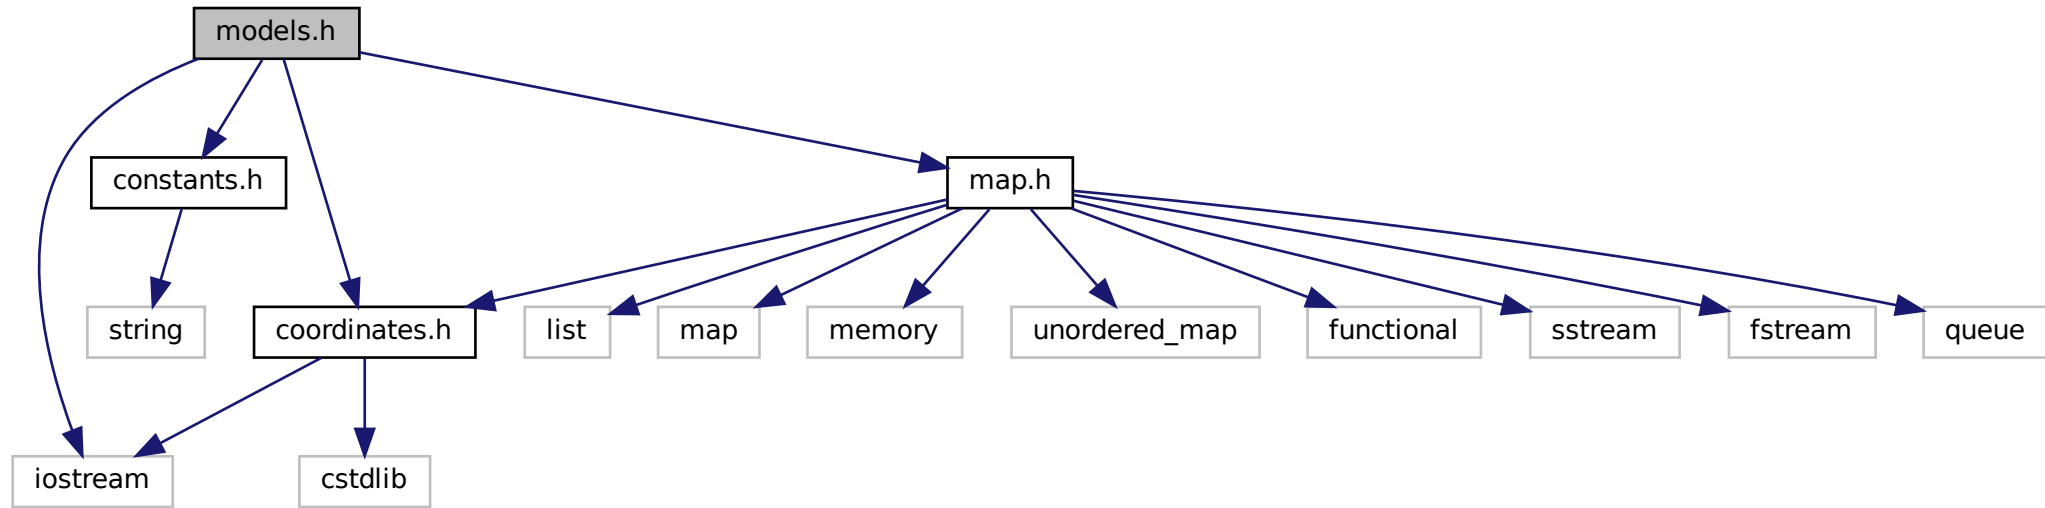 models.h
constants.h
map.h
string
coordinates.h
list
map
memory
unordered_map
functional
sstream
fstream
queue
iostream
cstdlib